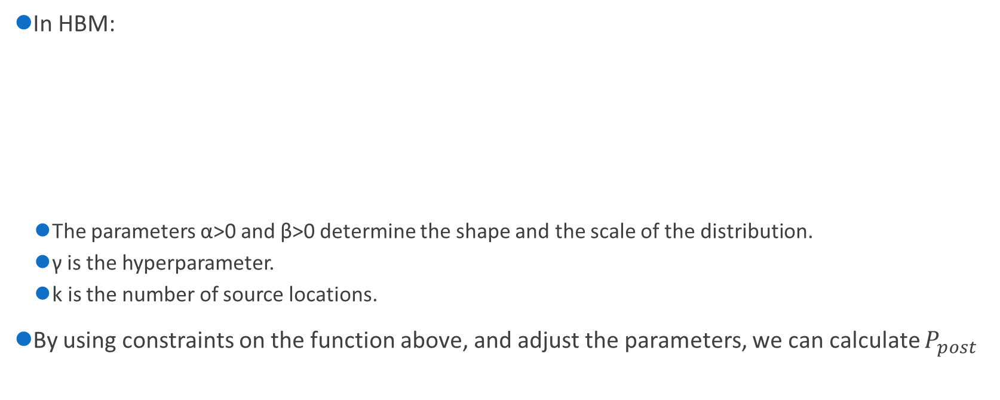 ●In HBM:
●The parameters α>0 and β>0 determine the shape and the scale of the distribution.
●γ is the hyperparameter.
●k is the number of source locations.
●By using constraints on the function above, and adjust the parameters, we can calculate P_post